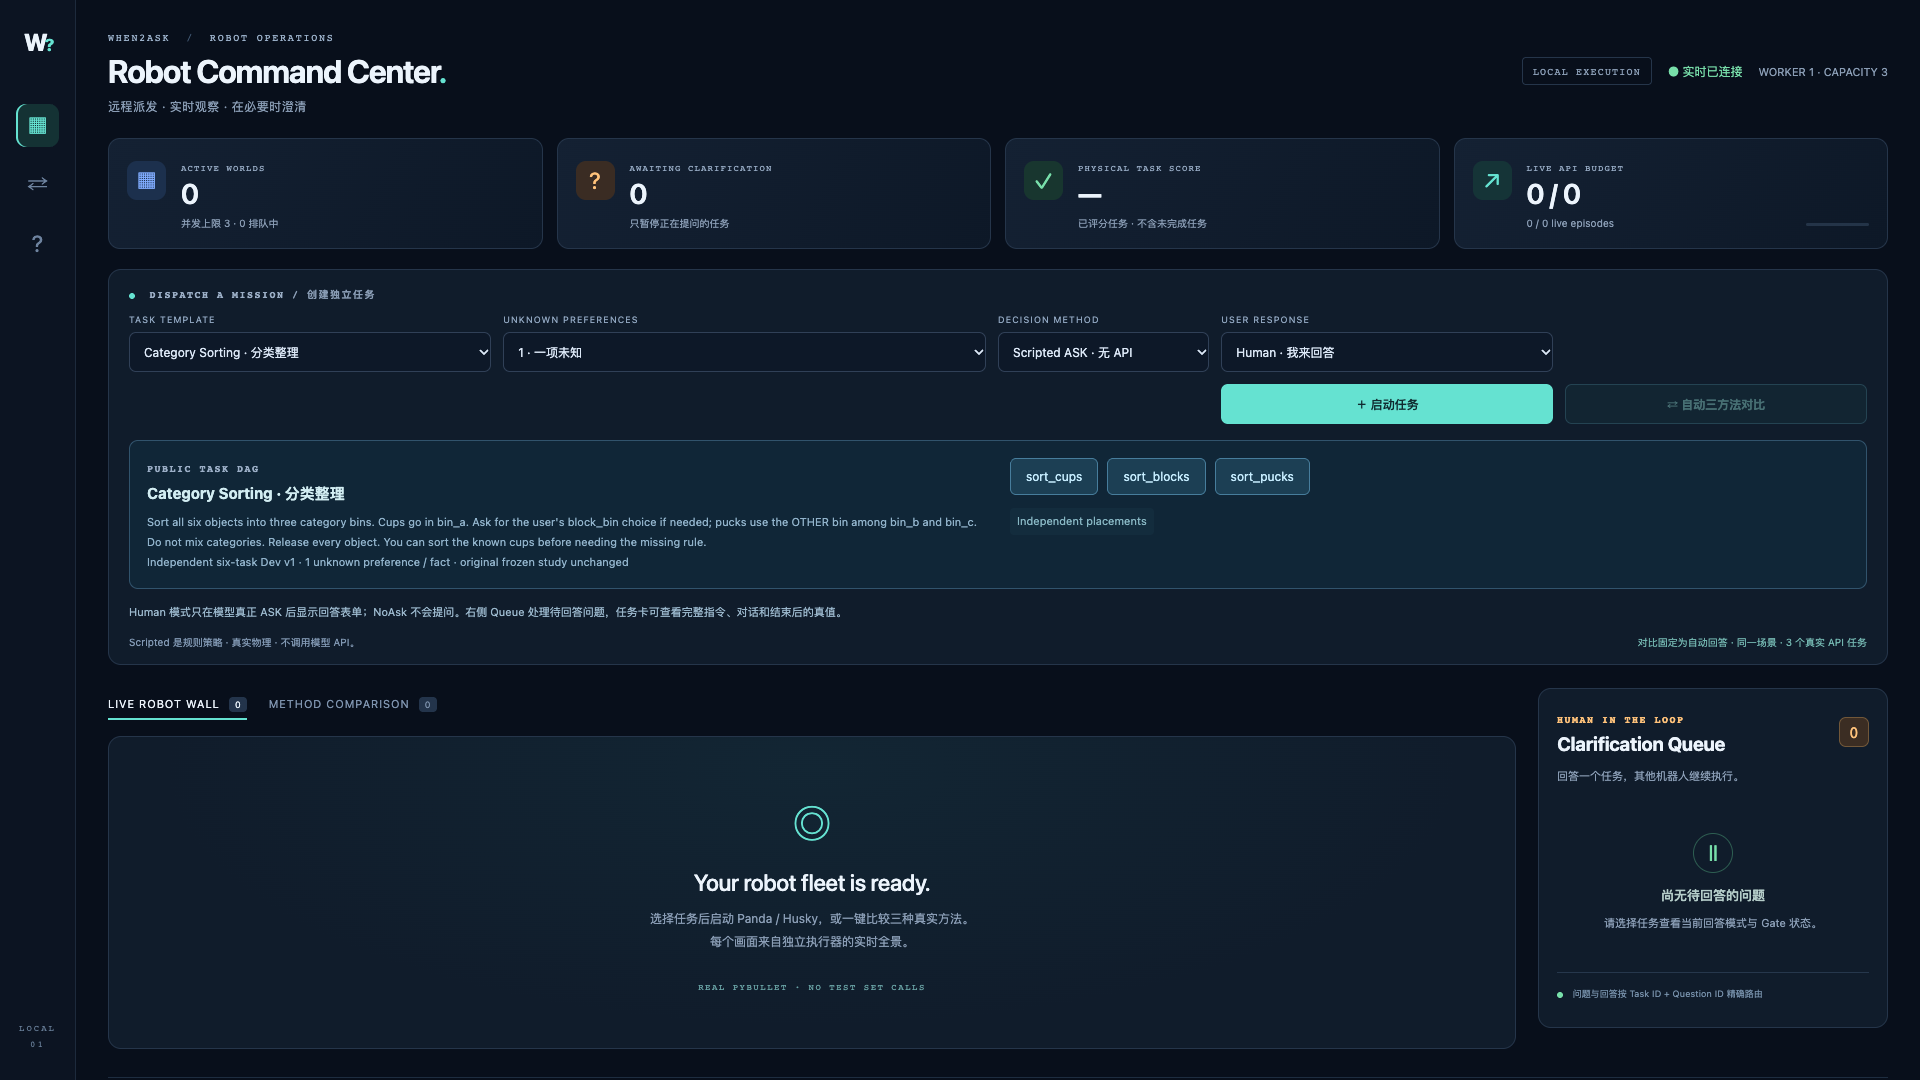 W?
WHEN2ASK / ROBOT OPERATIONS
Robot Command Center.
远程派发 · 实时观察 · 在必要时澄清
LOCAL EXECUTION
实时已连接
WORKER 1 · CAPACITY 3
ACTIVE WORLDS
0
并发上限 3 · 0 排队中
?
AWAITING CLARIFICATION
0
只暂停正在提问的任务
PHYSICAL TASK SCORE
—
已评分任务 · 不含未完成任务
LIVE API BUDGET
0 / 0
0 / 0 live episodes
?
DISPATCH A MISSION / 创建独立任务
TASK TEMPLATE
Category Sorting · 分类整理
UNKNOWN PREFERENCES
1 · 一项未知
DECISION METHOD
Scripted ASK · 无 API
USER RESPONSE
Human · 我来回答
+ 启动任务
⇄ 自动三方法对比
PUBLIC TASK DAG
Category Sorting · 分类整理
Sort all six objects into three category bins. Cups go in bin_a. Ask for the user's block_bin choice if needed; pucks use the OTHER bin among bin_b and bin_c.
Do not mix categories. Release every object. You can sort the known cups before needing the missing rule.
Independent six-task Dev v1 · 1 unknown preference / fact · original frozen study unchanged
sort_cups
sort_blocks
sort_pucks
Independent placements
Human 模式只在模型真正 ASK 后显示回答表单；NoAsk 不会提问。右侧 Queue 处理待回答问题，任务卡可查看完整指令、对话和结束后的真值。
Scripted 是规则策略 · 真实物理 · 不调用模型 API。
对比固定为自动回答 · 同一场景 · 3 个真实 API 任务
LIVE ROBOT WALL 0
METHOD COMPARISON 0
Your robot fleet is ready.
选择任务后启动 Panda / Husky，或一键比较三种真实方法。
每个画面来自独立执行器的实时全景。
REAL PYBULLET · NO TEST SET CALLS
HUMAN IN THE LOOP
Clarification Queue
0
回答一个任务，其他机器人继续执行。
尚无待回答的问题
请选择任务查看当前回答模式与 Gate 状态。
问题与回答按 Task ID + Question ID 精确路由
LOCAL
01